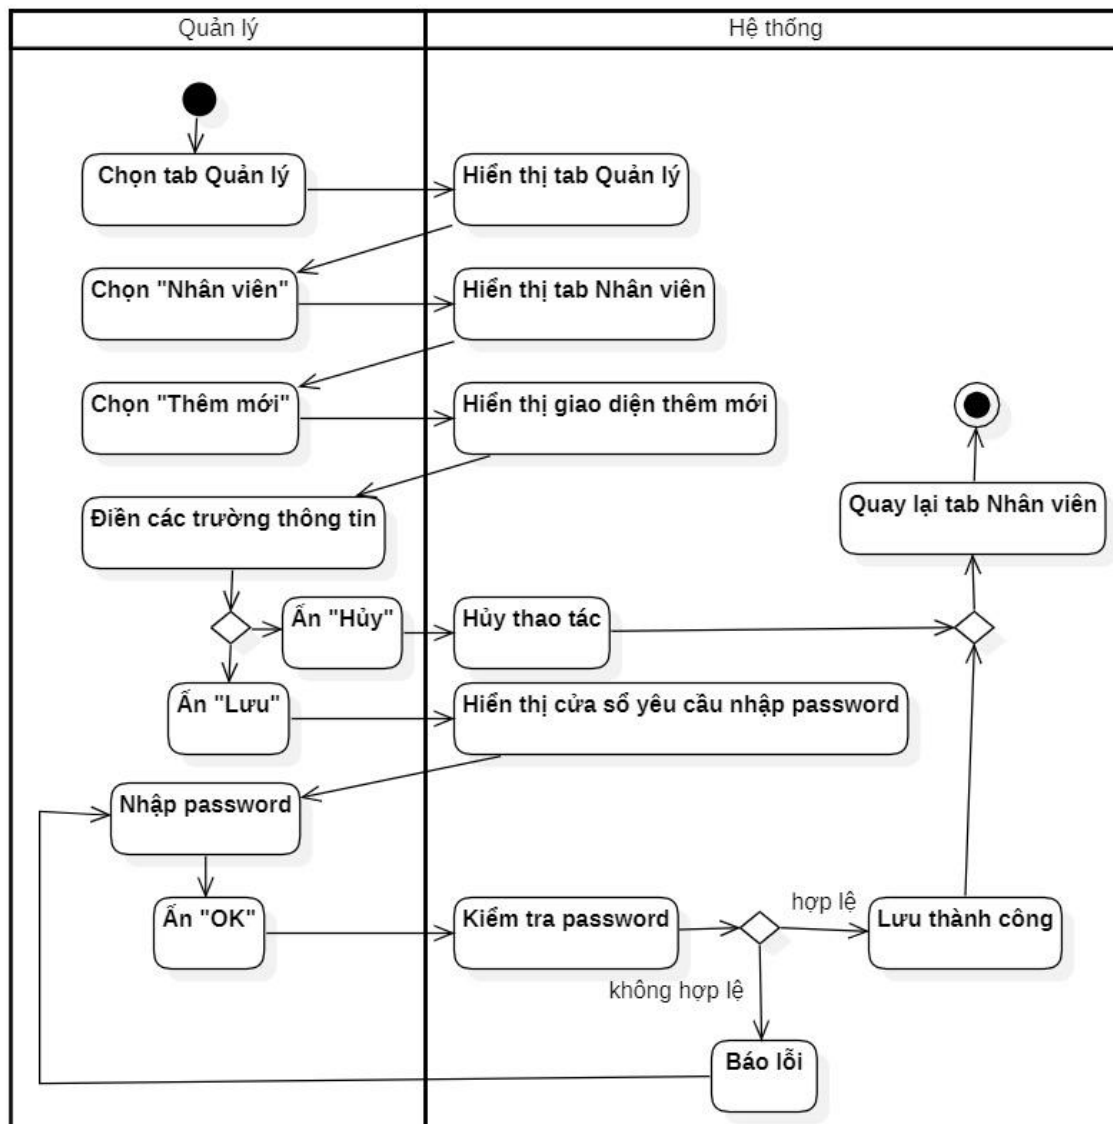 Quản lý
Hệ thống
Chọn tab Quản lý
Hiển thị tab Quản lý
Chọn "Nhân viên"
Hiển thị tab Nhân viên
Chọn "Thêm mới"
Hiển thị giao diện thêm mới
Điền các trường thông tin
Quay lại tab Nhân viên
Ấn "Hủy"
Hủy thao tác
Ấn "Lưu"
Hiển thị cửa sổ yêu cầu nhập password
Nhập password
Ấn "OK"
Kiểm tra password
hợp lệ
Lưu thành công
không hợp lệ
Báo lỗi